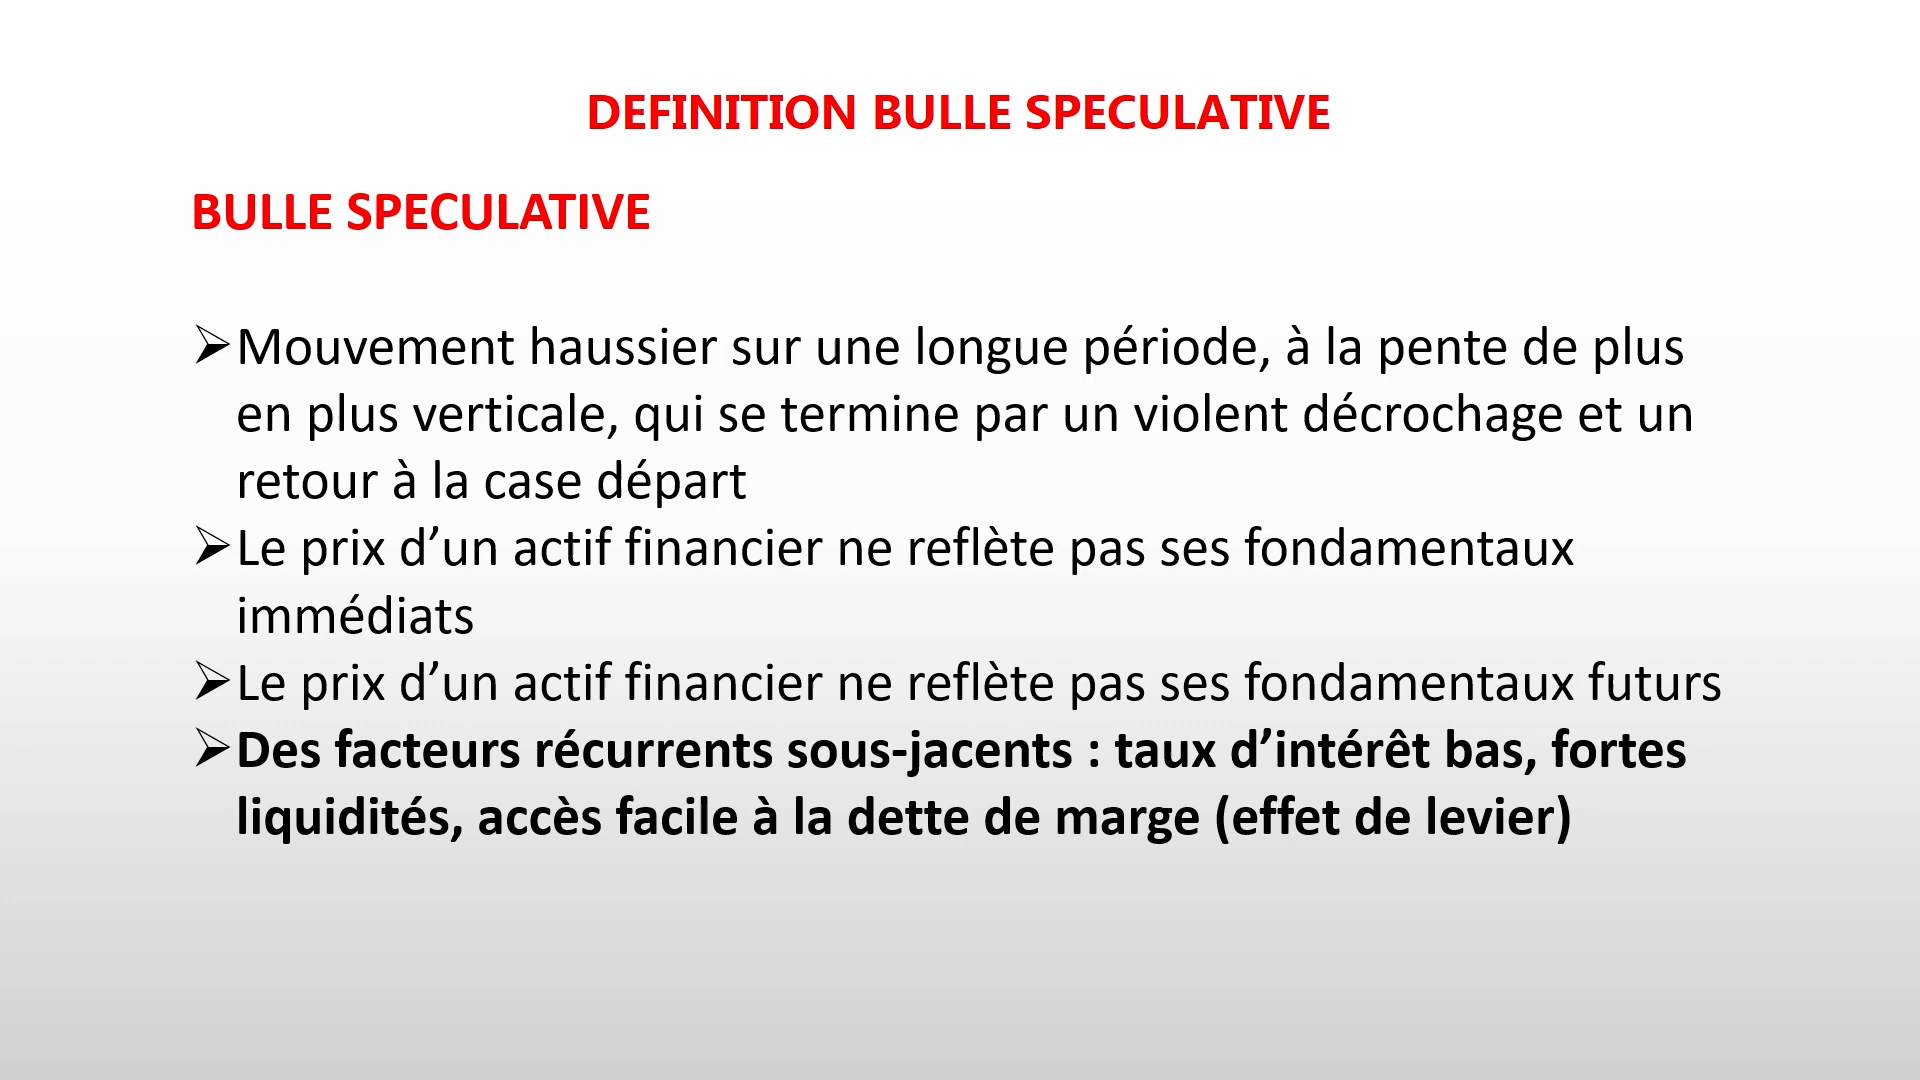 DEFINITION BULLE SPECULATIVE
BULLE SPECULATIVE
➢Mouvement haussier sur une longue période, à la pente de plus
en plus verticale, qui se termine par un violent décrochage et un
retour à la case départ
➢Le prix d’un actif financier ne reflète pas ses fondamentaux
immédiats
➢Le prix d’un actif financier ne reflète pas ses fondamentaux futurs
➢Des facteurs récurrents sous-jacents : taux d’intérêt bas, fortes
liquidités, accès facile à la dette de marge (effet de levier)